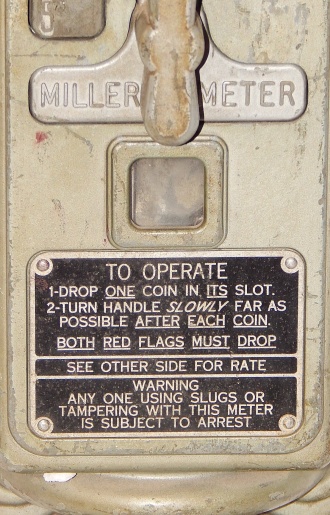 5¢
MILLER METER
TO OPERATE
1-DROP ONE COIN IN ITS SLOT.
2-TURN HANDLE SLOWLY FAR AS
POSSIBLE AFTER EACH COIN.
BOTH RED FLAGS MUST DROP
SEE OTHER SIDE FOR RATE
WARNING
ANY ONE USING SLUGS OR
TAMPERING WITH THIS METER
IS SUBJECT TO ARREST